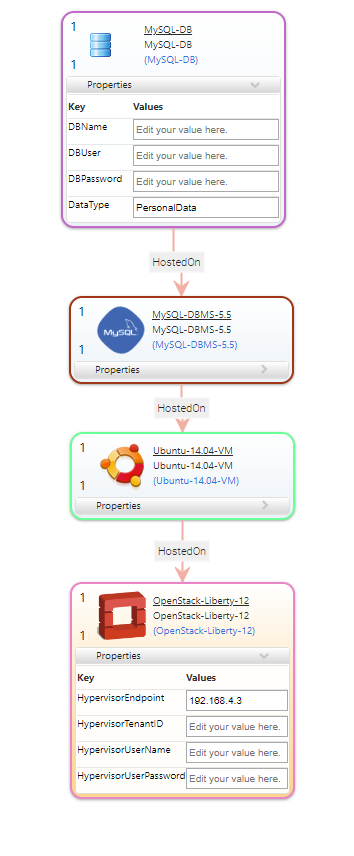 1
MySQL-DB
MySQL-DB
1
(MySQL-DB)
Properties
Key Values
DBName Edit your value here.
DBUser Edit your value here.
DBPassword Edit your value here.
DataType PersonalData
HostedOn
1
MySQL-DBMS-5.5
MySQL
MySQL-DBMS-5.5
1
(MySQL-DBMS-5.5)
Properties
HostedOn
1
Ubuntu-14.04-VM
Ubuntu-14.04-VM
1
(Ubuntu-14.04-VM)
Properties
HostedOn
1
OpenStack-Liberty-12
OpenStack-Liberty-12
1
(OpenStack-Liberty-12)
Properties
Key Values
HypervisorEndpoint 192.168.4.3
HypervisorTenantID Edit your value here.
HypervisorUserName Edit your value here.
HypervisorUserPassword Edit your value here.